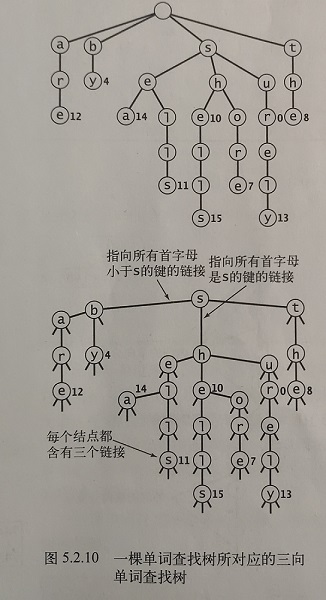 a b s t
r y 4 e h u h
e 12 a 14 l e 10 o r 0 e 8
l l r e
s 11 l e 7 l
s 15 y 13
指向所有首字母
小于s的键的链接
指向所有首字母
是s的键的链接
a b s t
r y 4 e h u h
e 12 14 a l e 10 o r 0 e 8
l l r e
每个结点都
含有三个链接
s 11 l e 7 l
s 15 y 13
图 5.2.10 一棵单词查找树所对应的三向
单词查找树